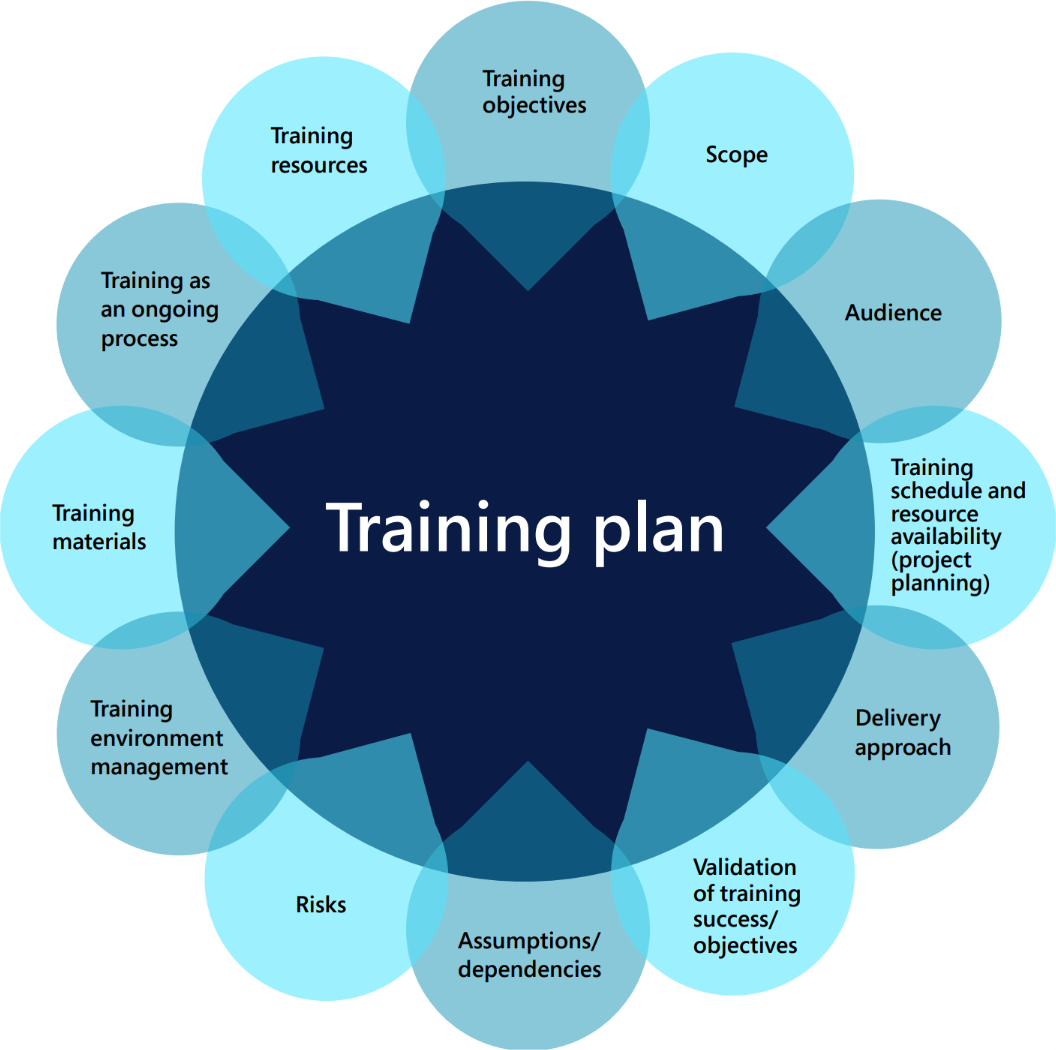 Training
objectives
Scope
Audience
Training
schedule and
resource
availability
(project
planning)
Delivery
approach
Validation
of training
success/
objectives
Assumptions/
dependencies
Risks
Training
environment
management
Training
materials
Training as
an ongoing
process
Training
resources
Training plan